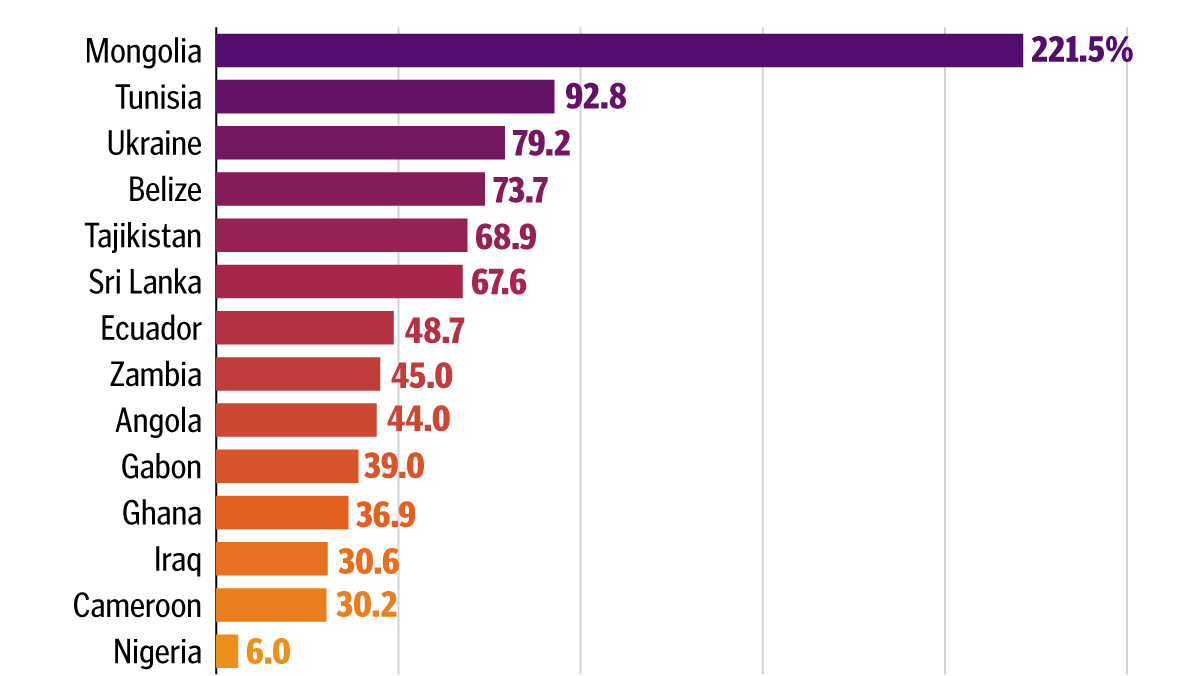 Mongolia 221.5%
Tunisia 92.8
Ukraine 79.2
Belize 73.7
Tajikistan 68.9
Sri Lanka 67.6
Ecuador 48.7
Zambia 45.0
Angola 44.0
Gabon 39.0
Ghana 36.9
Iraq 30.6
Cameroon 30.2
Nigeria 6.0